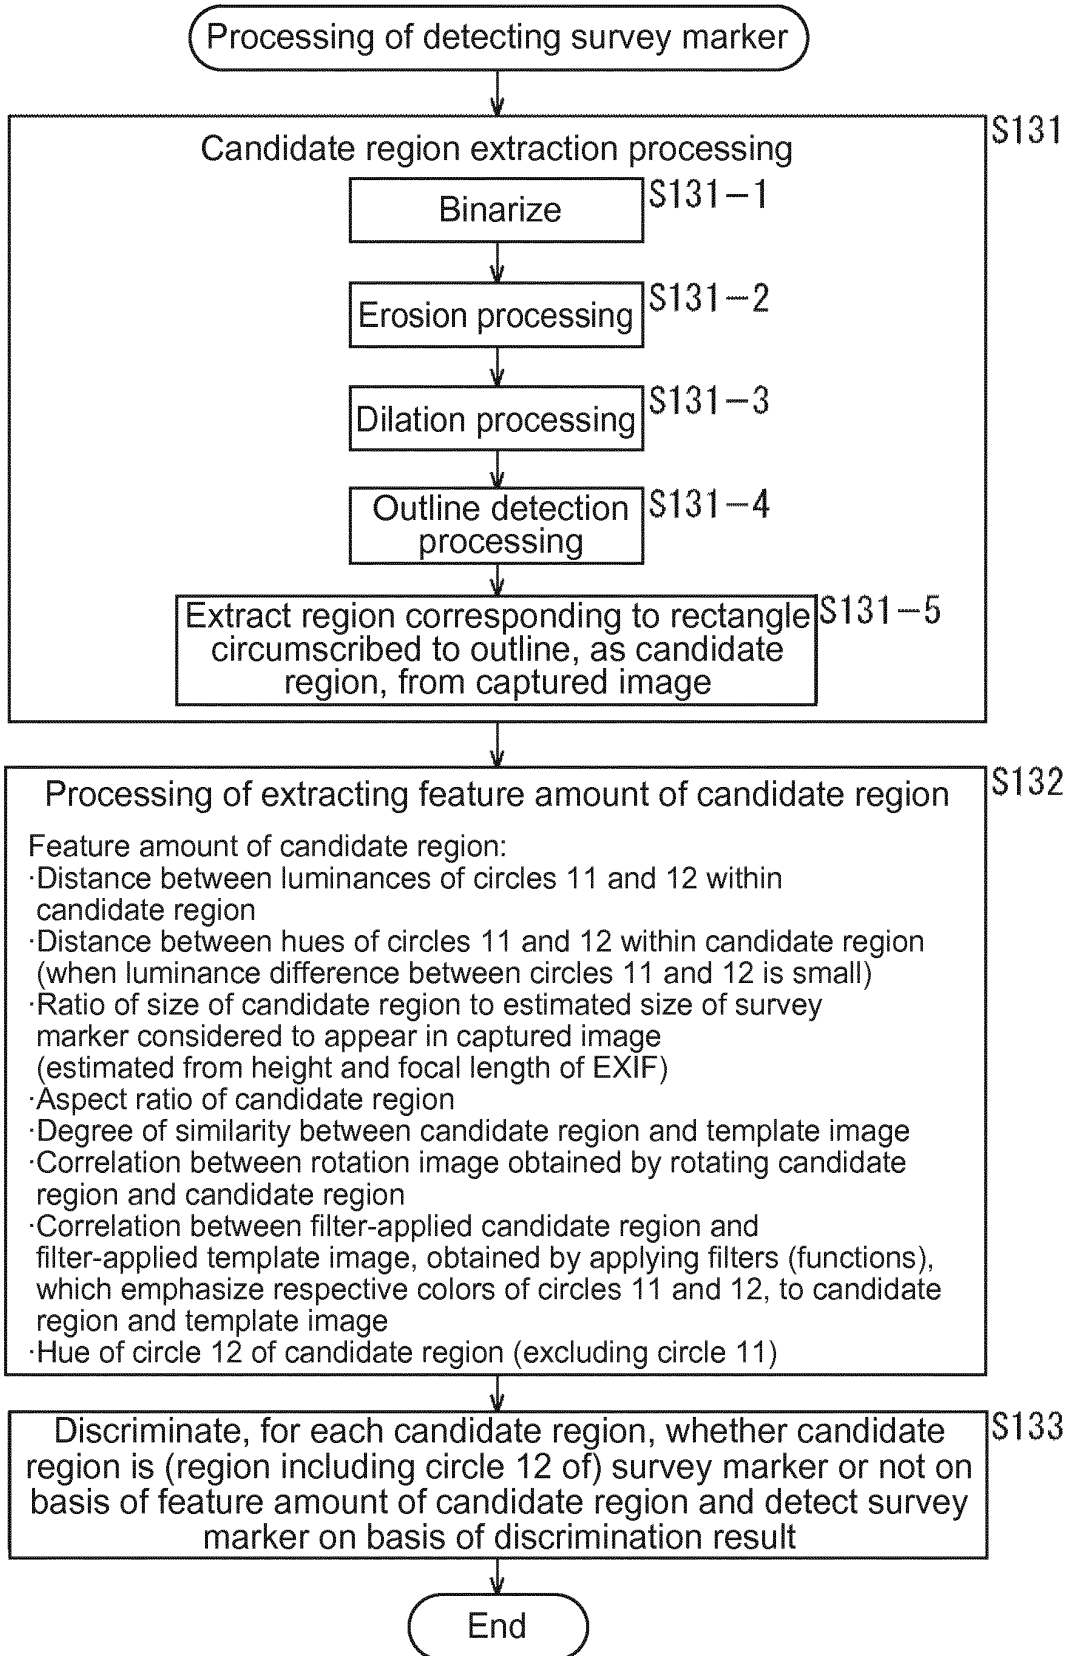 Processing of detecting survey marker
S131
Candidate region extraction processing
Binarize
S131-1
Erosion processing
S131-2
Dilation processing
S131-3
Outline detection
processing
S131-4
Extract region corresponding to rectangle
circumscribed to outline, as candidate
region, from captured image
S131-5
S132
Processing of extracting feature amount of candidate region
Feature amount of candidate region:
·Distance between luminances of circles 11 and 12 within
candidate region
·Distance between hues of circles 11 and 12 within candidate region
(when luminance difference between circles 11 and 12 is small)
·Ratio of size of candidate region to estimated size of survey
marker considered to appear in captured image
(estimated from height and focal length of EXIF)
·Aspect ratio of candidate region
·Degree of similarity between candidate region and template image
·Correlation between rotation image obtained by rotating candidate
region and candidate region
·Correlation between filter-applied candidate region and
filter-applied template image, obtained by applying filters (functions),
which emphasize respective colors of circles 11 and 12, to candidate
region and template image
·Hue of circle 12 of candidate region (excluding circle 11)
S133
Discriminate, for each candidate region, whether candidate
region is (region including circle 12 of) survey marker or not on
basis of feature amount of candidate region and detect survey
marker on basis of discrimination result
End